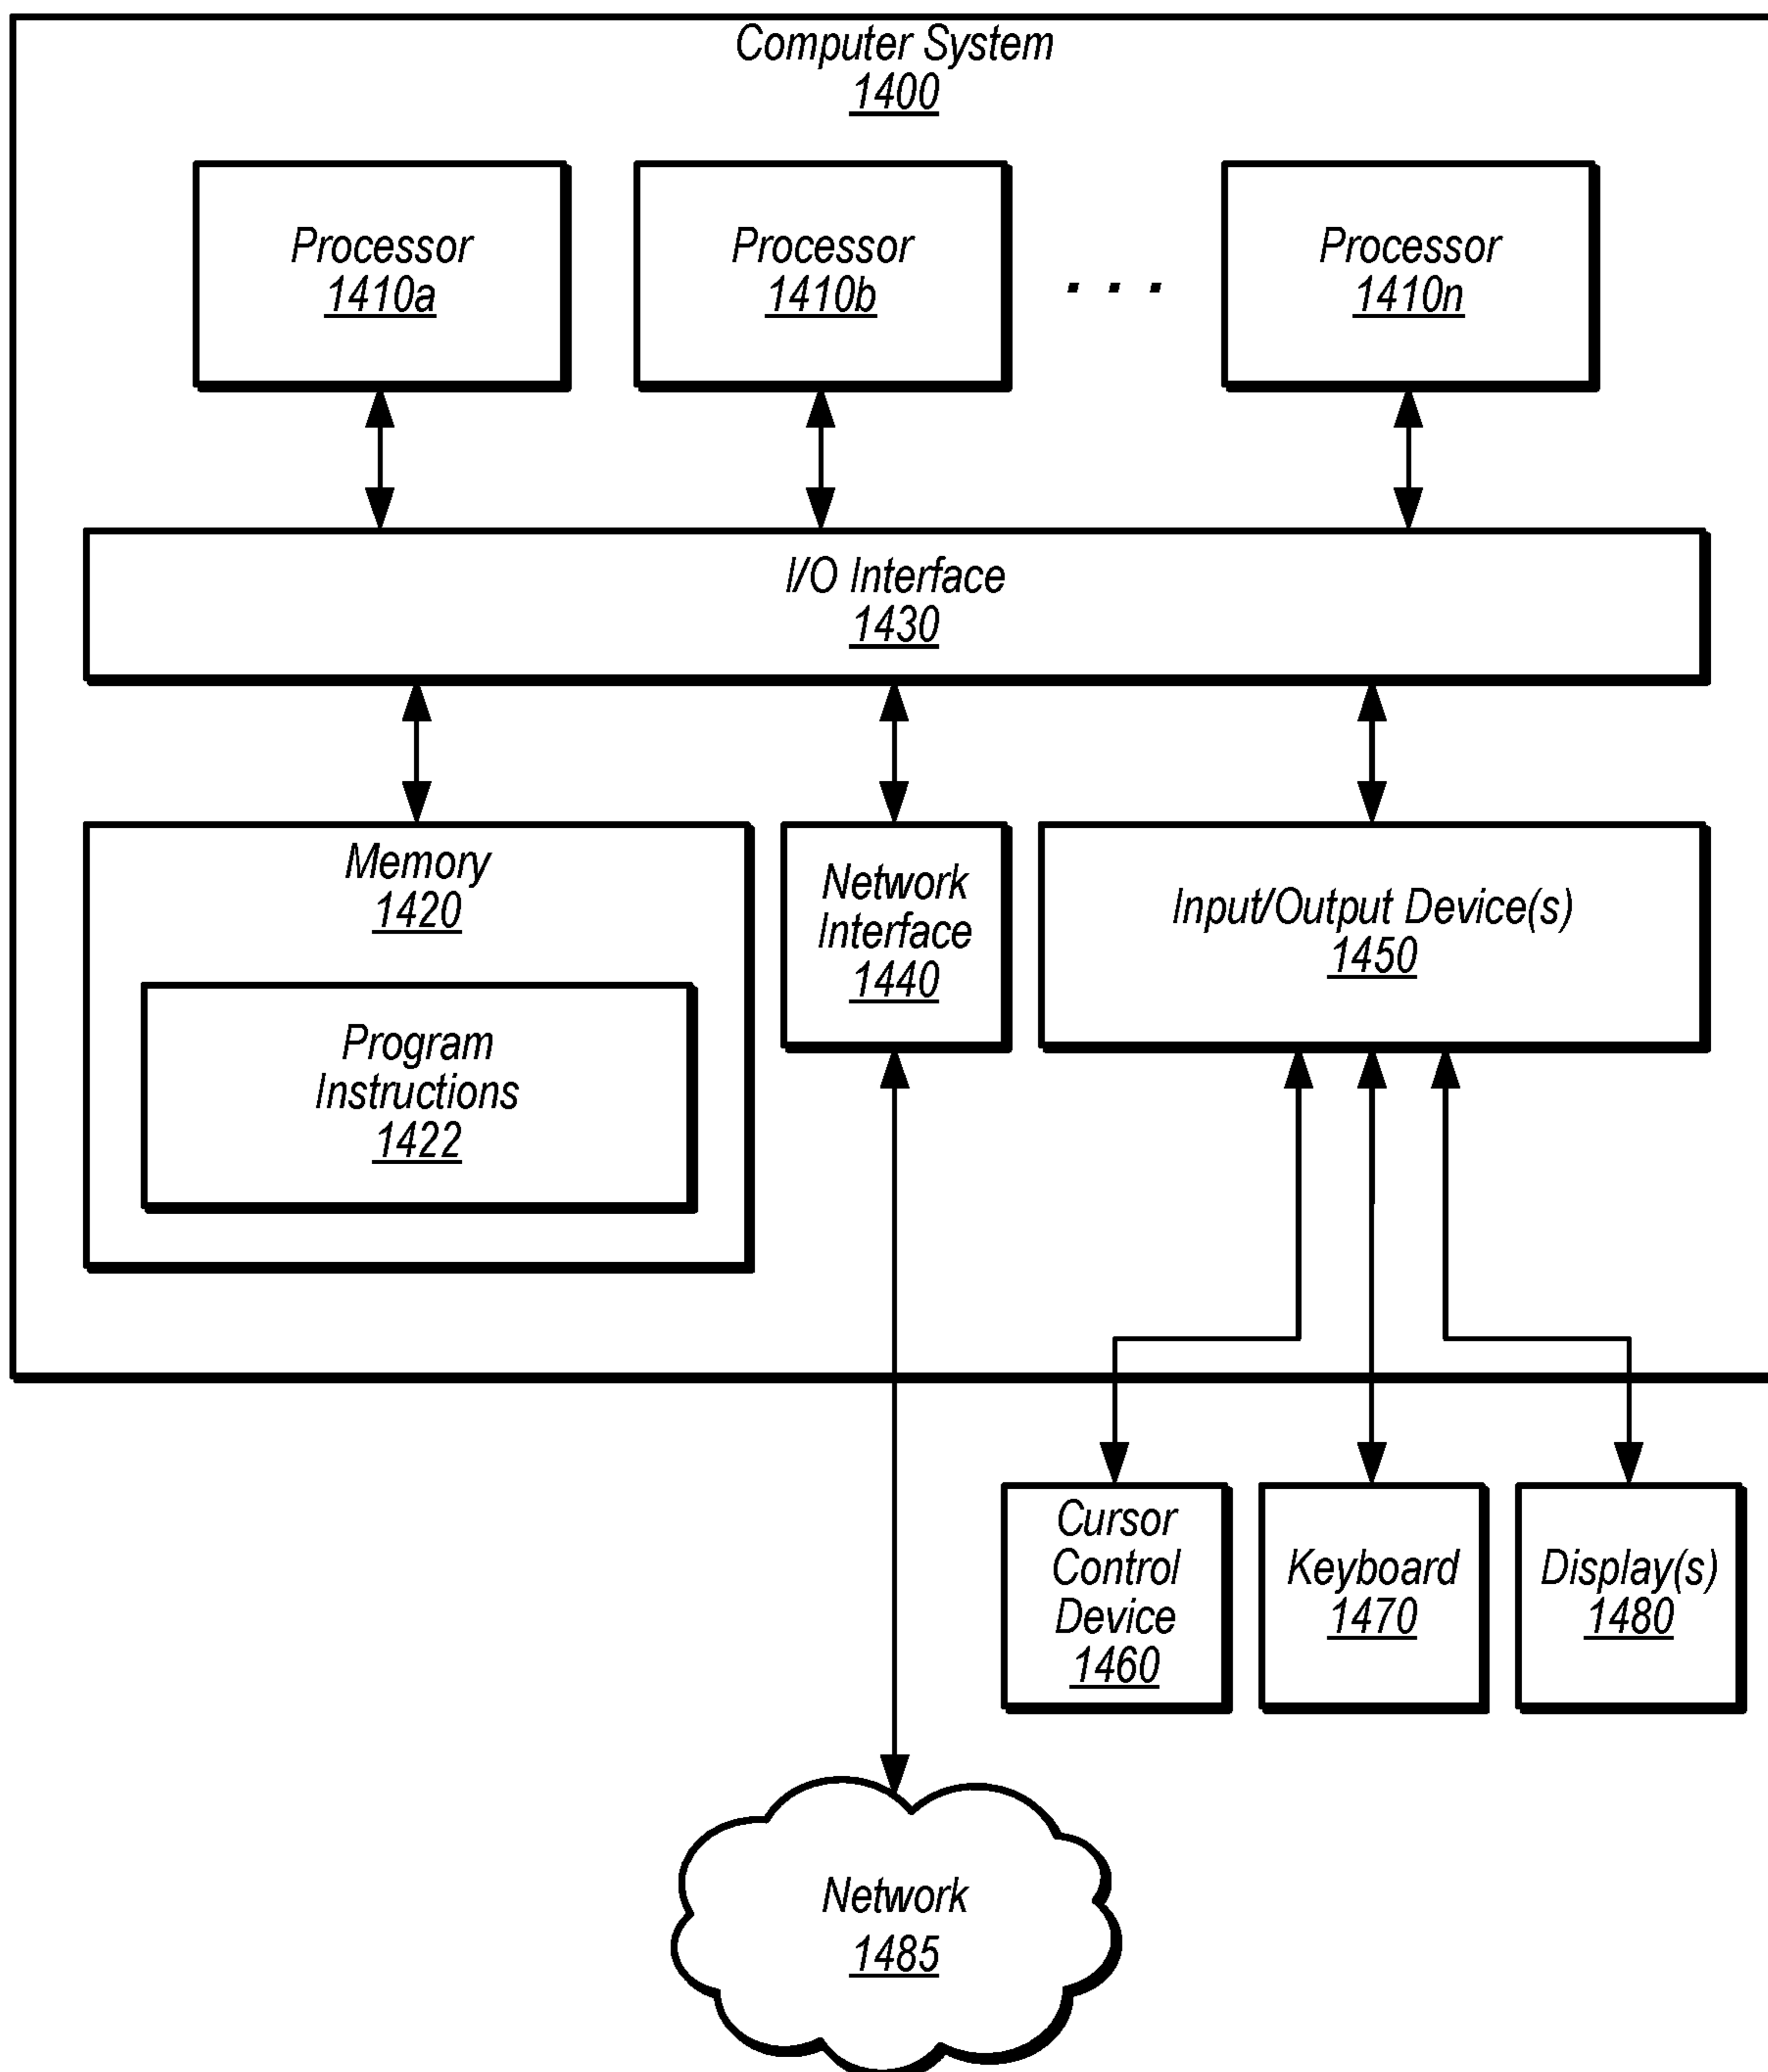 Computer System
1400
Processor
1410a
Processor
1410b
. . .
Processor
1410n
I/O Interface
1430
Memory
1420
Program
Instructions
1422
Network
Interface
1440
Input/Output Device(s)
1450
Cursor
Control
Device
1460
Keyboard
1470
Display(s)
1480
Network
1485